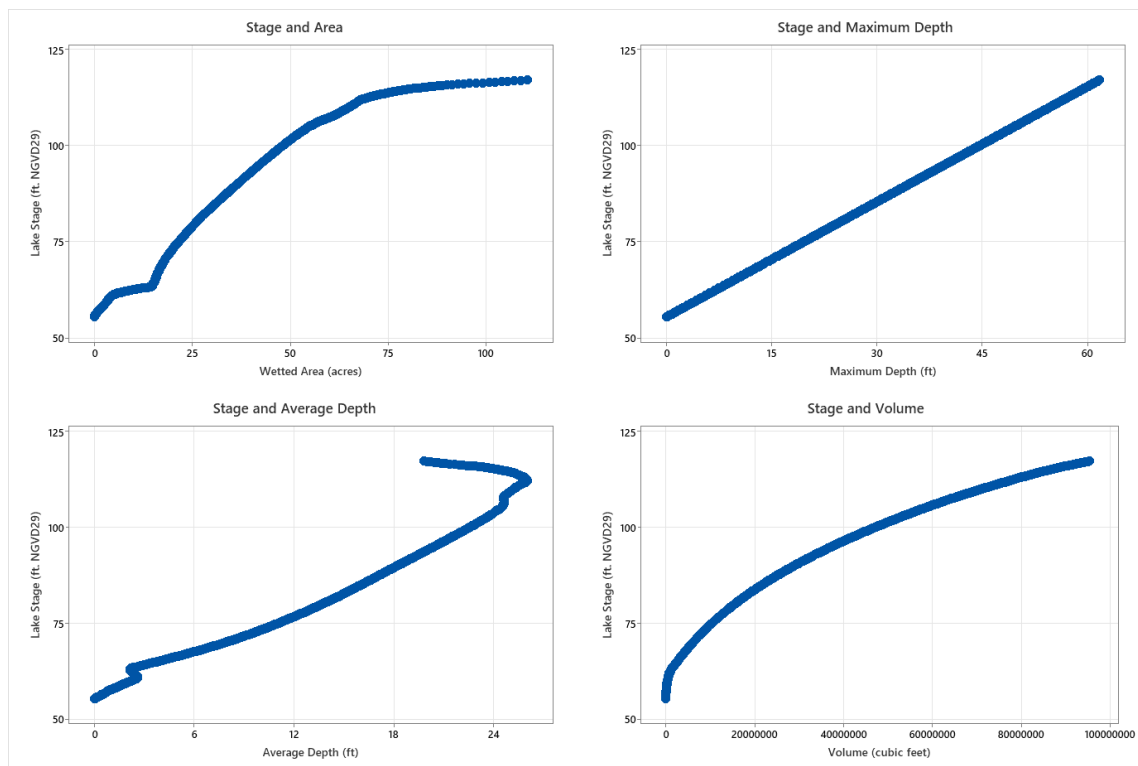 Stage and Area
125
100
75
50
Lake Stage (ft. NGVD29)
0 25 50 75 100
Wetted Area (acres)
Stage and Maximum Depth
125
100
75
50
Lake Stage (ft. NGVD29)
0 15 30 45 60
Maximum Depth (ft)
Stage and Average Depth
125
100
75
50
Lake Stage (ft. NGVD29)
0 6 12 18 24
Average Depth (ft)
Stage and Volume
125
100
75
50
Lake Stage (ft. NGVD29)
0 20000000 40000000 60000000 80000000 100000000
Volume (cubic feet)